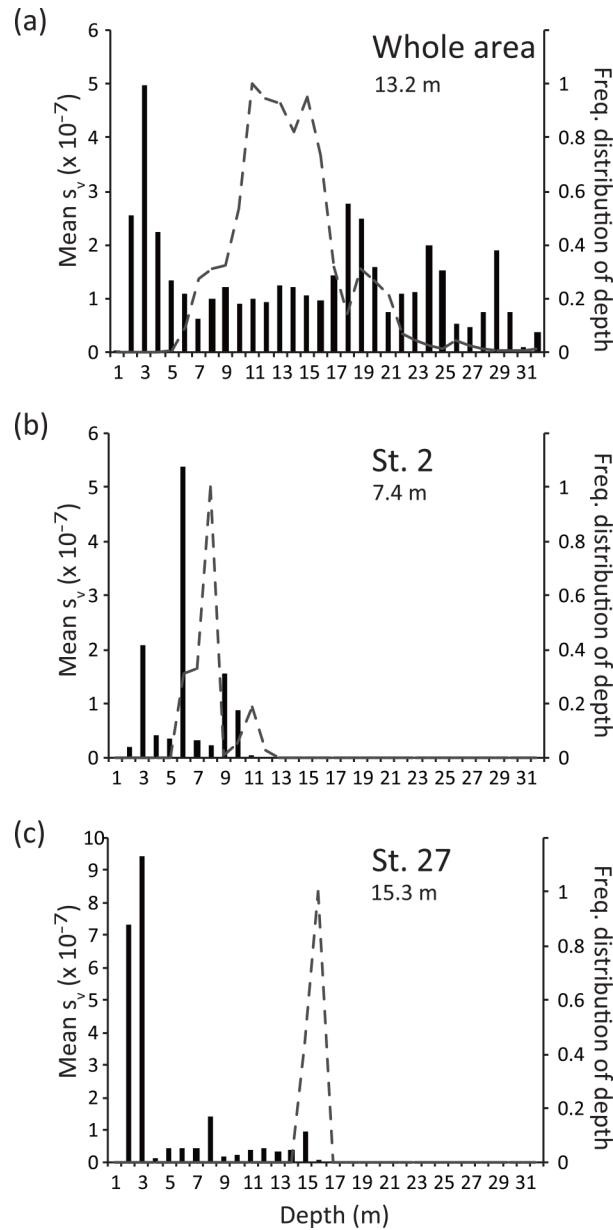 (a)
Whole area
13.2 m
Mean sᵥ (x 10⁻⁷)
6
5
4
3
2
1
0
1
0.8
0.6
0.4
0.2
0
Freq. distribution of depth
1 3 5 7 9 11 13 15 17 19 21 23 25 27 29 31
(b)
St. 2
7.4 m
Mean sᵥ (x 10⁻⁷)
6
5
4
3
2
1
0
1
0.8
0.6
0.4
0.2
0
Freq. distribution of depth
1 3 5 7 9 11 13 15 17 19 21 23 25 27 29 31
(c)
St. 27
15.3 m
Mean sᵥ (x 10⁻⁷)
10
9
8
7
6
5
4
3
2
1
0
1
0.8
0.6
0.4
0.2
0
Freq. distribution of depth
1 3 5 7 9 11 13 15 17 19 21 23 25 27 29 31
Depth (m)